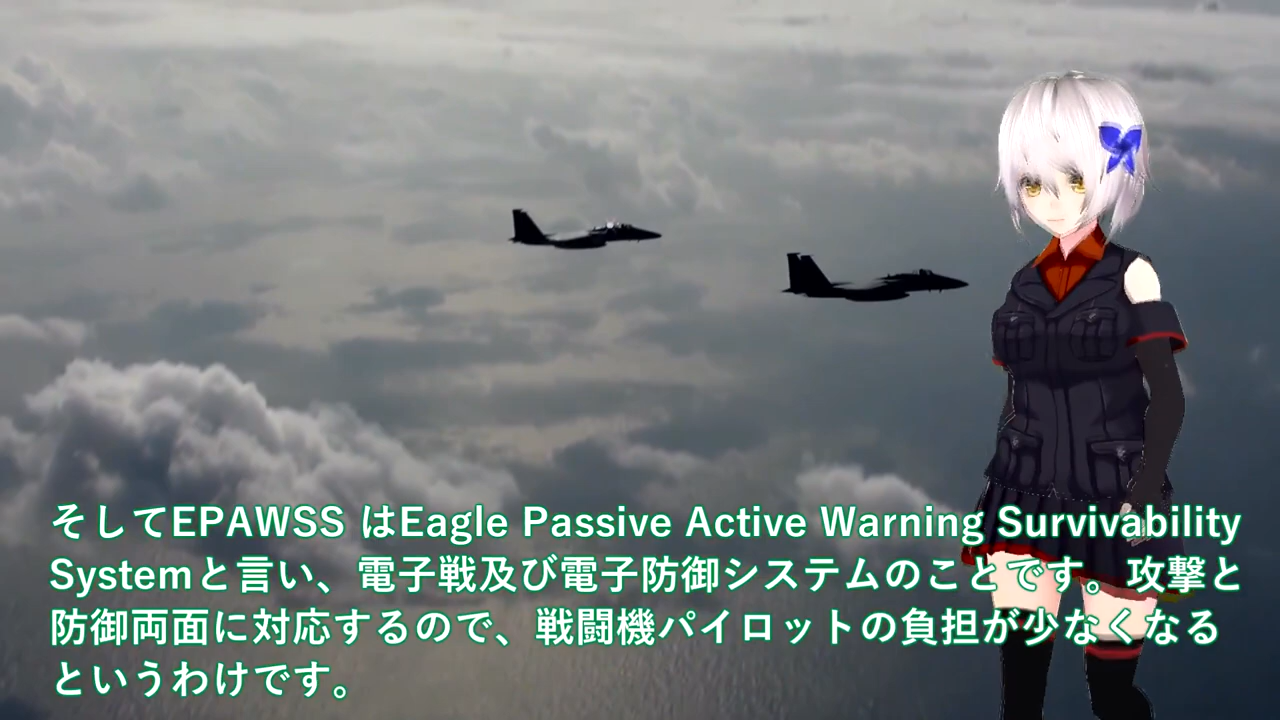 そしてEPAWSS はEagle Passive Active Warning Survivability
Systemと言い、電子戦及び電子防御システムのことです。攻撃と
防御両面に対応するので、戦闘機パイロットの負担が少なくなる
というわけです。